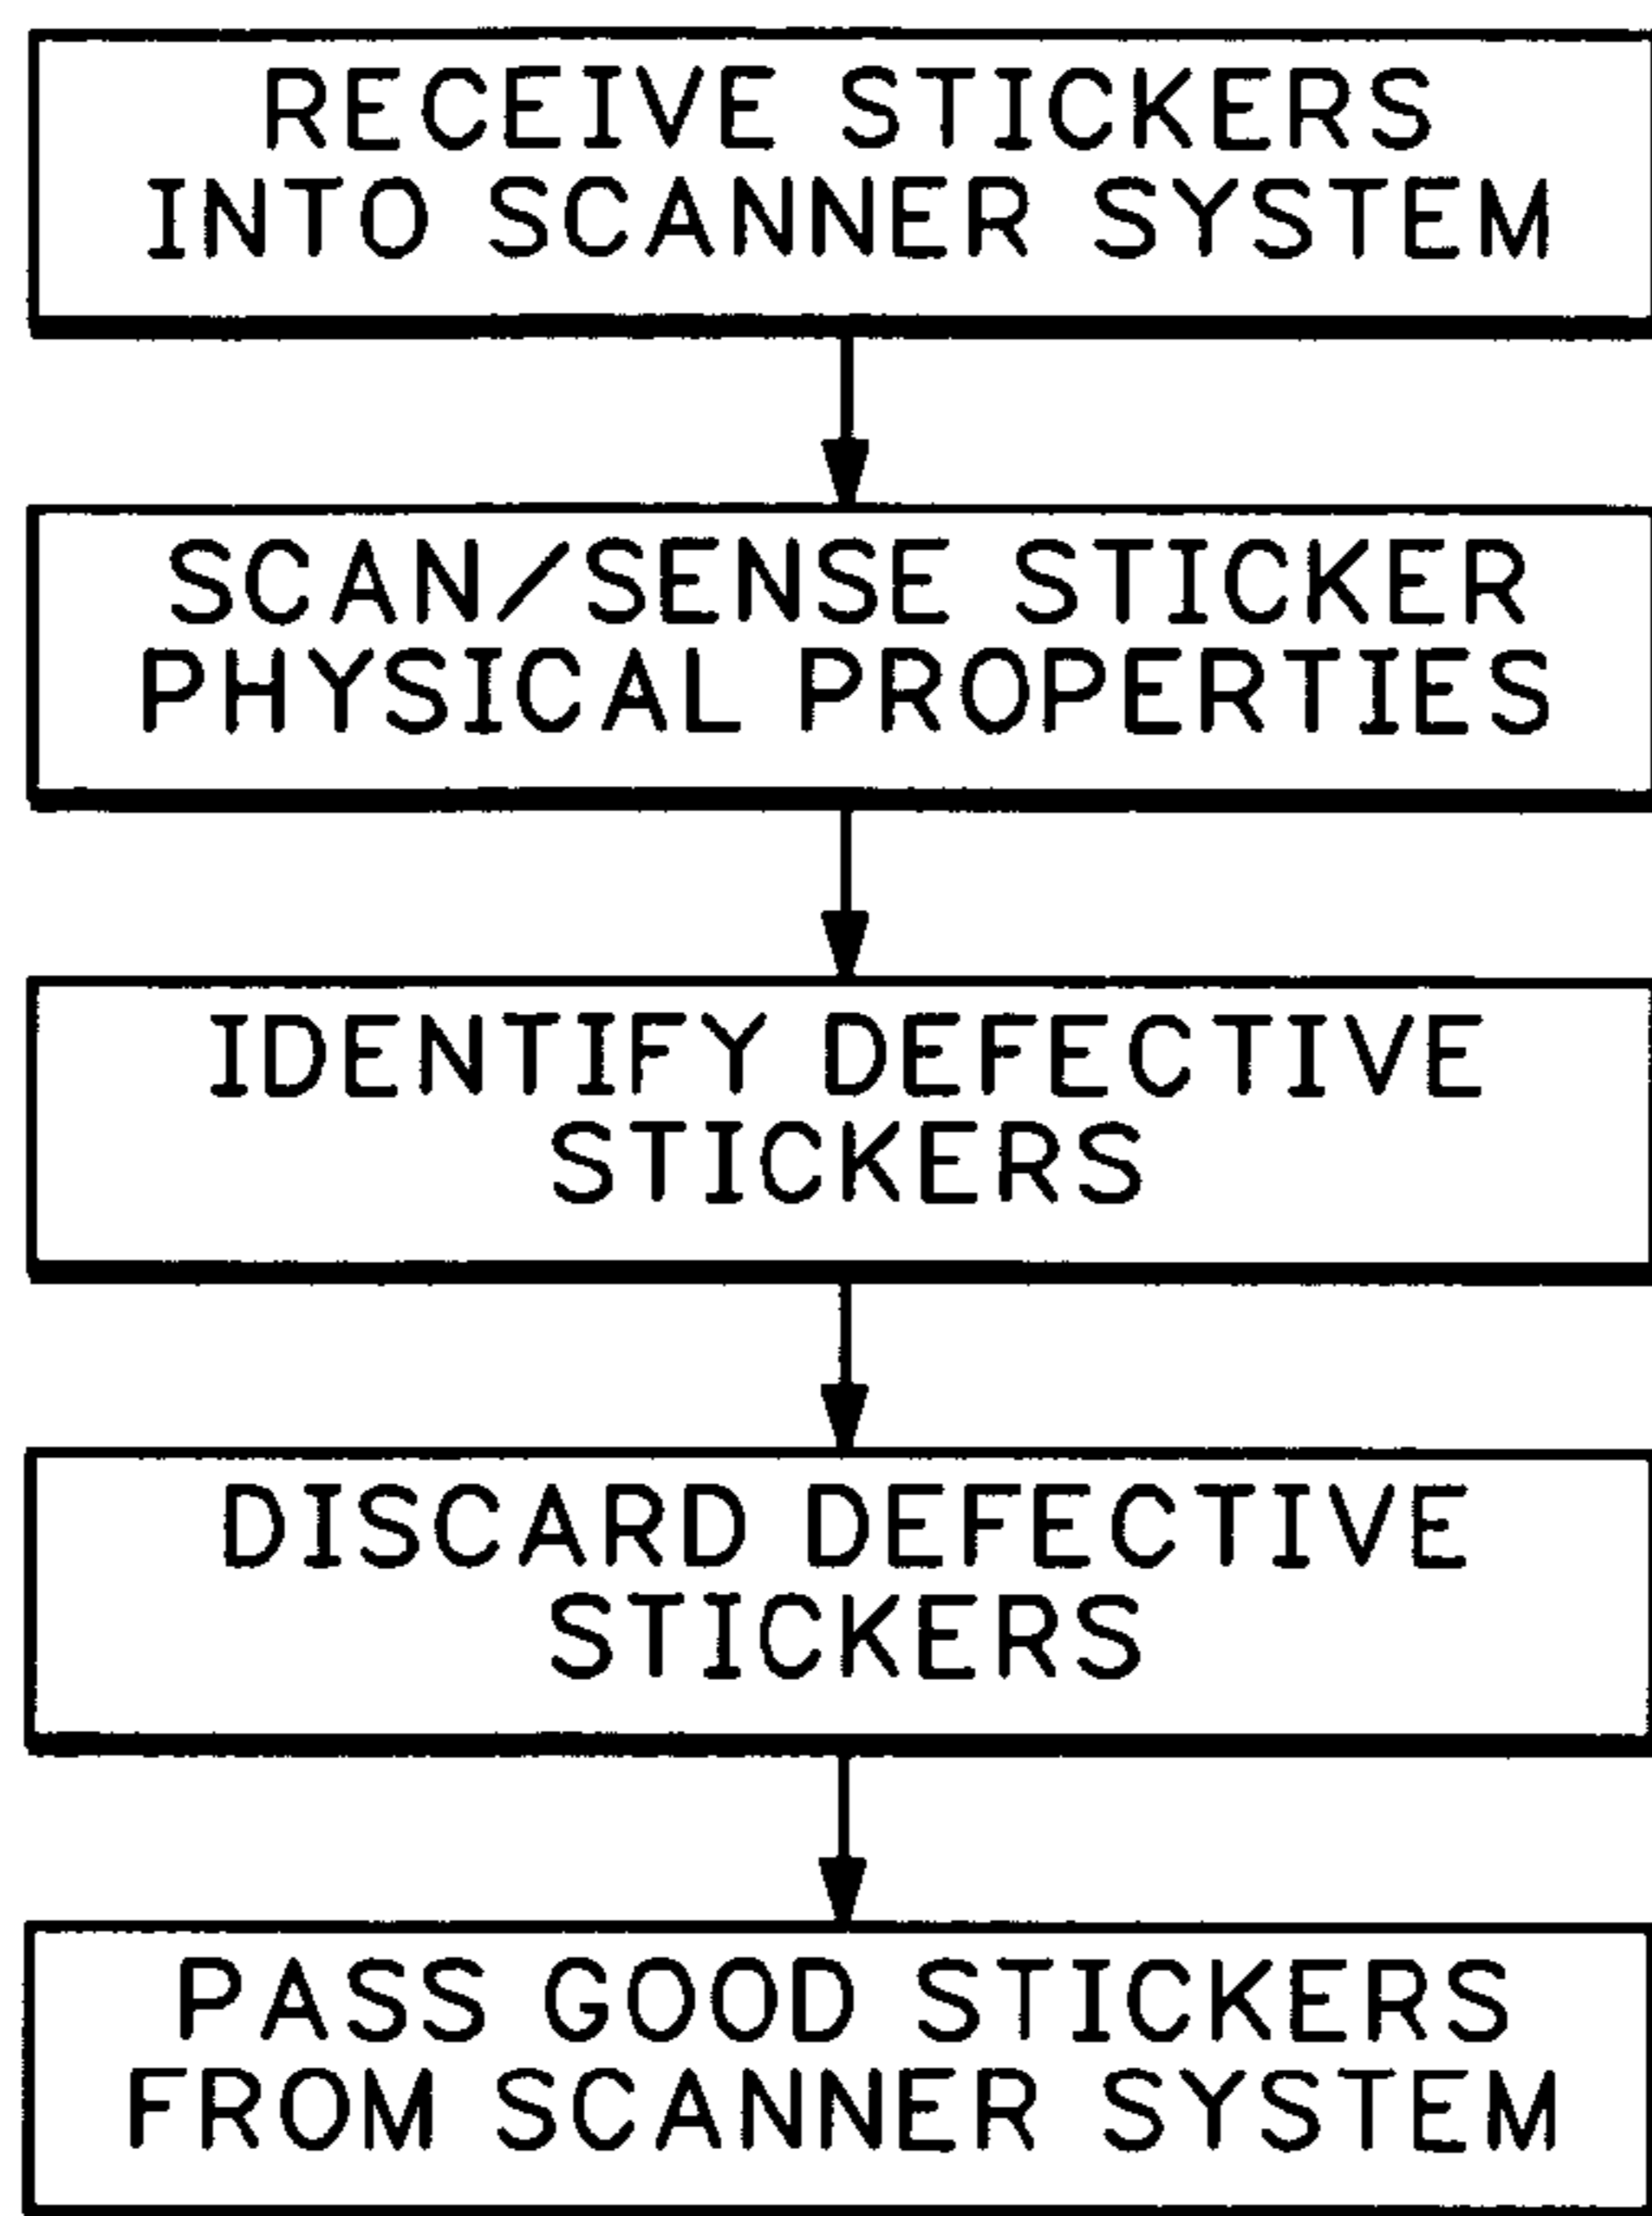 RECEIVE STICKERS
INTO SCANNER SYSTEM
SCAN/SENSE STICKER
PHYSICAL PROPERTIES
IDENTIFY DEFECTIVE
STICKERS
DISCARD DEFECTIVE
STICKERS
PASS GOOD STICKERS
FROM SCANNER SYSTEM